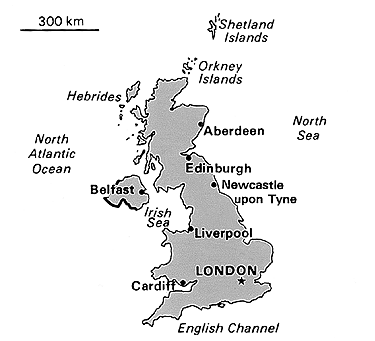 300 km
Shetland
Islands
Orkney
Islands
Hebrides
North
Atlantic
Ocean
North
Sea
Aberdeen
Edinburgh
Newcastle
upon Tyne
Belfast
Irish
Sea
Liverpool
LONDON
Cardiff
English Channel